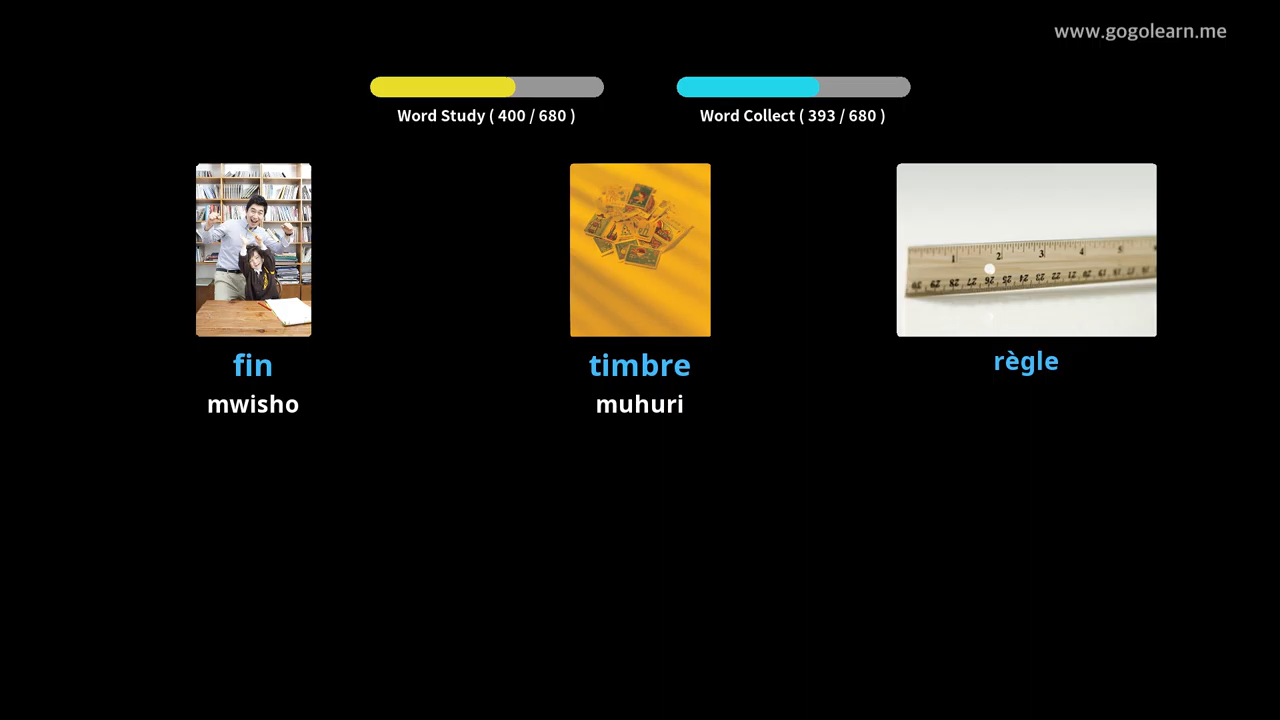 www.gogolearn.me
Word Study ( 400 / 680 )
Word Collect ( 393 / 680 )
fin
mwisho
timbre
muhuri
règle